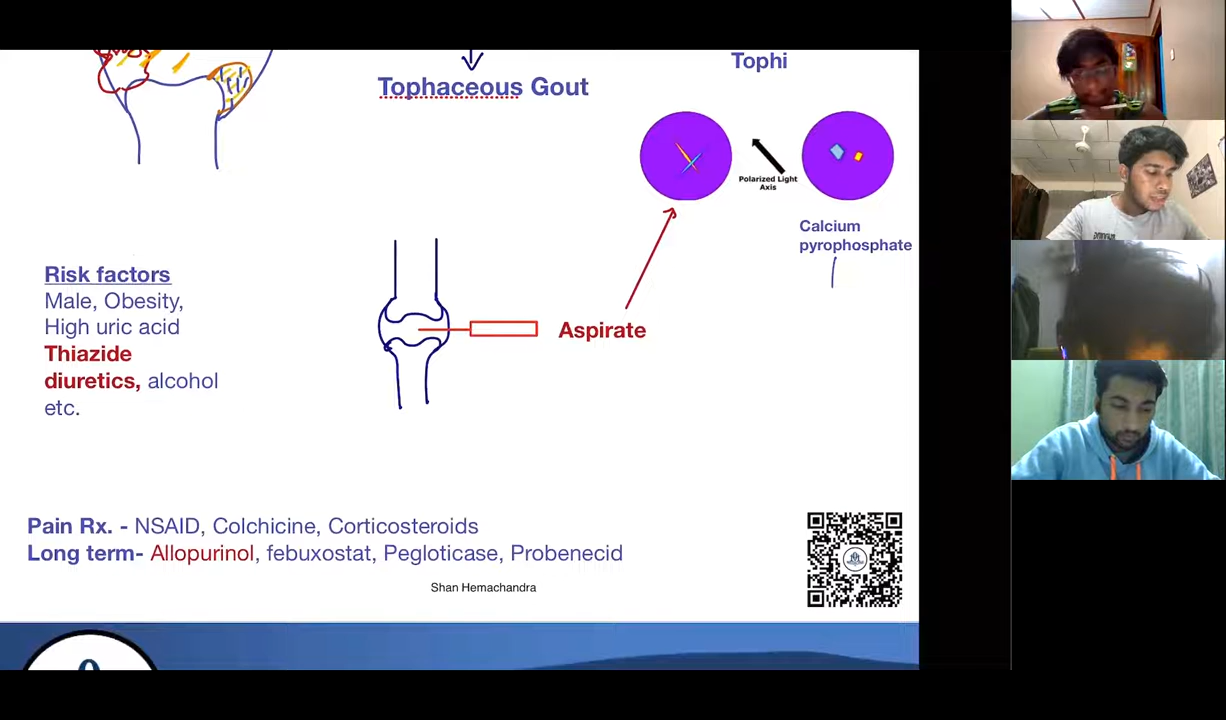 Tophi
Tophaceous Gout
Polarized Light
Axis
Calcium
pyrophosphate
Risk factors
Male, Obesity,
High uric acid
Thiazide
diuretics, alcohol
etc.
Aspirate
Pain Rx. - NSAID, Colchicine, Corticosteroids
Long term- Allopurinol, febuxostat, Pegloticase, Probenecid
Shan Hemachandra